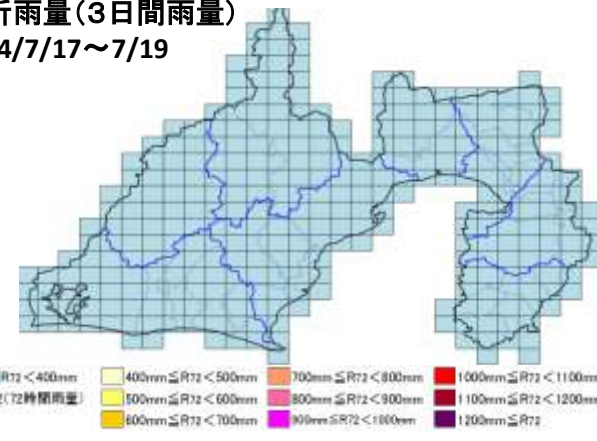 析雨量(3日間雨量)
4/7/17～7/19
R72＜400mm
400mm≦R72＜500mm
700mm≦R72＜800mm
1000mm≦R72＜1100mm
(72時間雨量)
500mm≦R72＜600mm
800mm≦R72＜900mm
1100mm≦R72＜1200mm
600mm≦R72＜700mm
900mm≦R72＜1000mm
1200mm≦R72